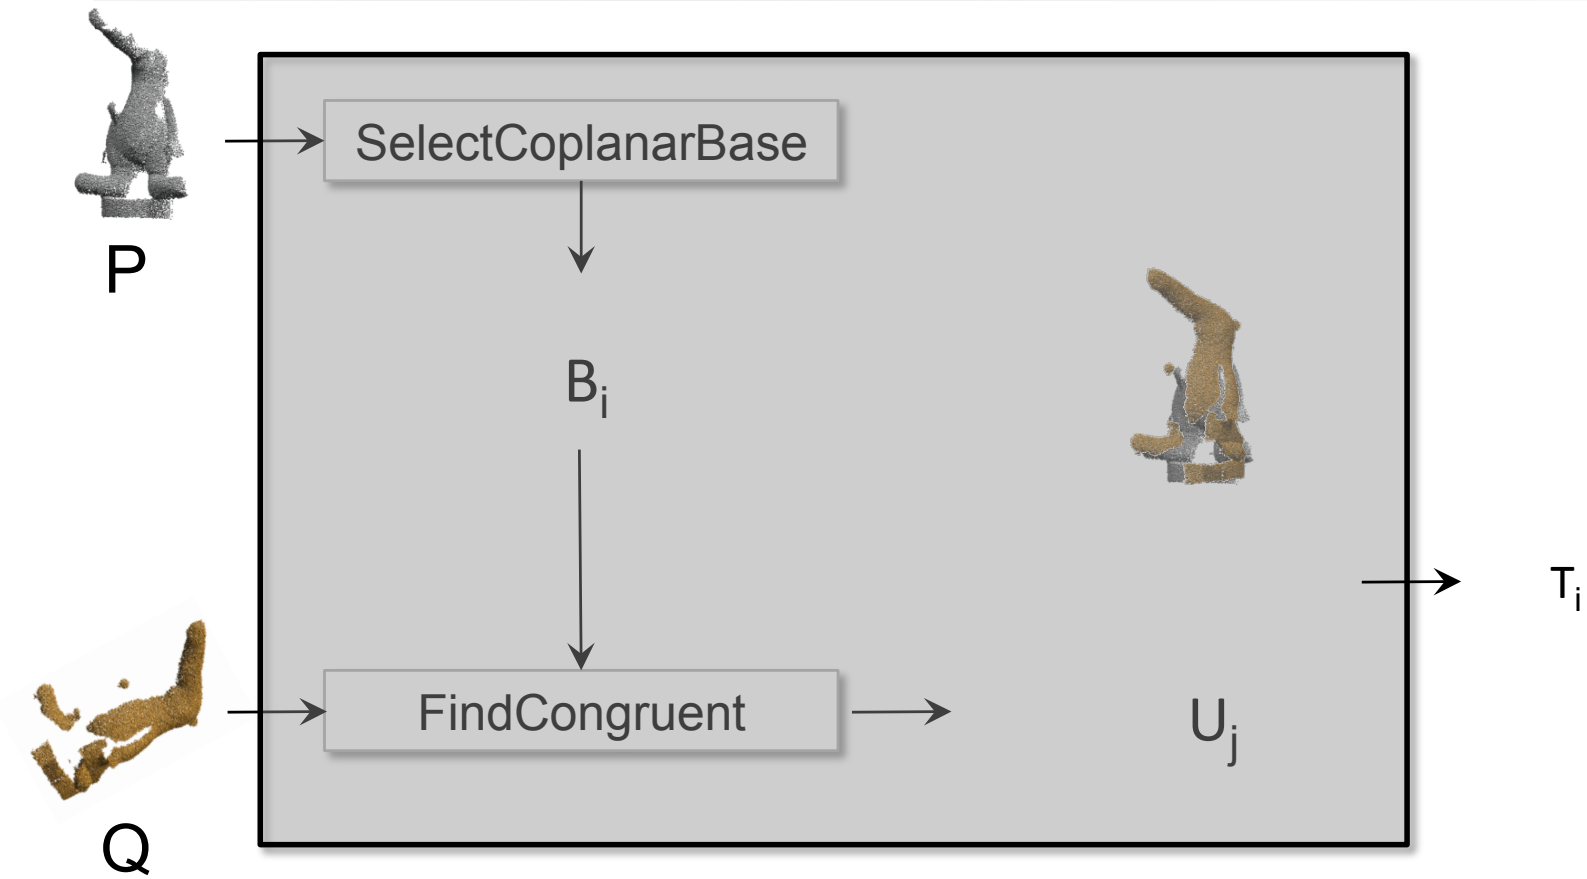 SelectCoplanarBase
P
Bi
Ti
FindCongruent
Uj
Q